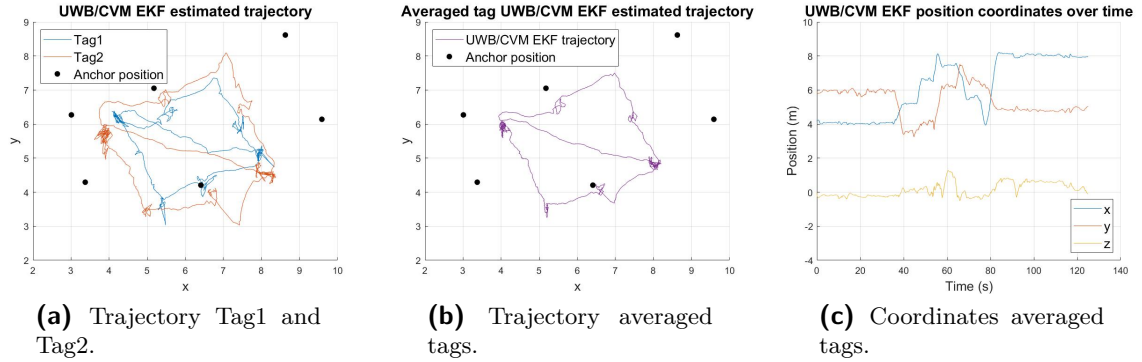 UWB/CVM EKF estimated trajectory
9
8
7
6
5
4
3
2
y
2 3 4 5 6 7 8 9 10
x
Tag1
Tag2
Anchor position
(a) Trajectory Tag1 and
Tag2.
Averaged tag UWB/CVM EKF estimated trajectory
9
8
7
6
5
4
3
2
y
2 3 4 5 6 7 8 9 10
x
UWB/CVM EKF trajectory
Anchor position
(b) Trajectory averaged
tags.
UWB/CVM EKF position coordinates over time
10
8
6
4
2
0
-2
-4
Position (m)
0 20 40 60 80 100 120 140
Time (s)
x
y
z
(c) Coordinates averaged
tags.